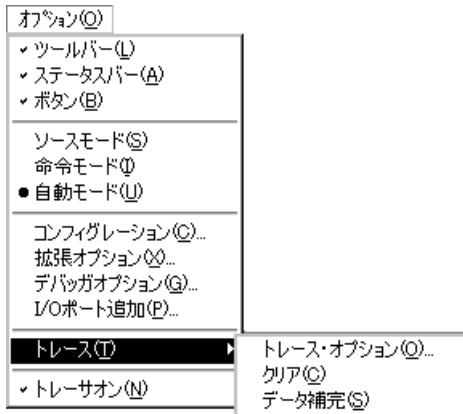 オプション(O)
ツールバー(L)
ステータスバー(A)
ボタン(B)
ソースモード(S)
命令モード(I)
自動モード(U)
コンフィグレーション(C)...
拡張オプション(X)...
デバッガオプション(G)...
I/Oポート追加(P)...
トレース(T)
トレース・オプション(O)...
クリア(C)
データ補完(S)
トレーサオン(N)